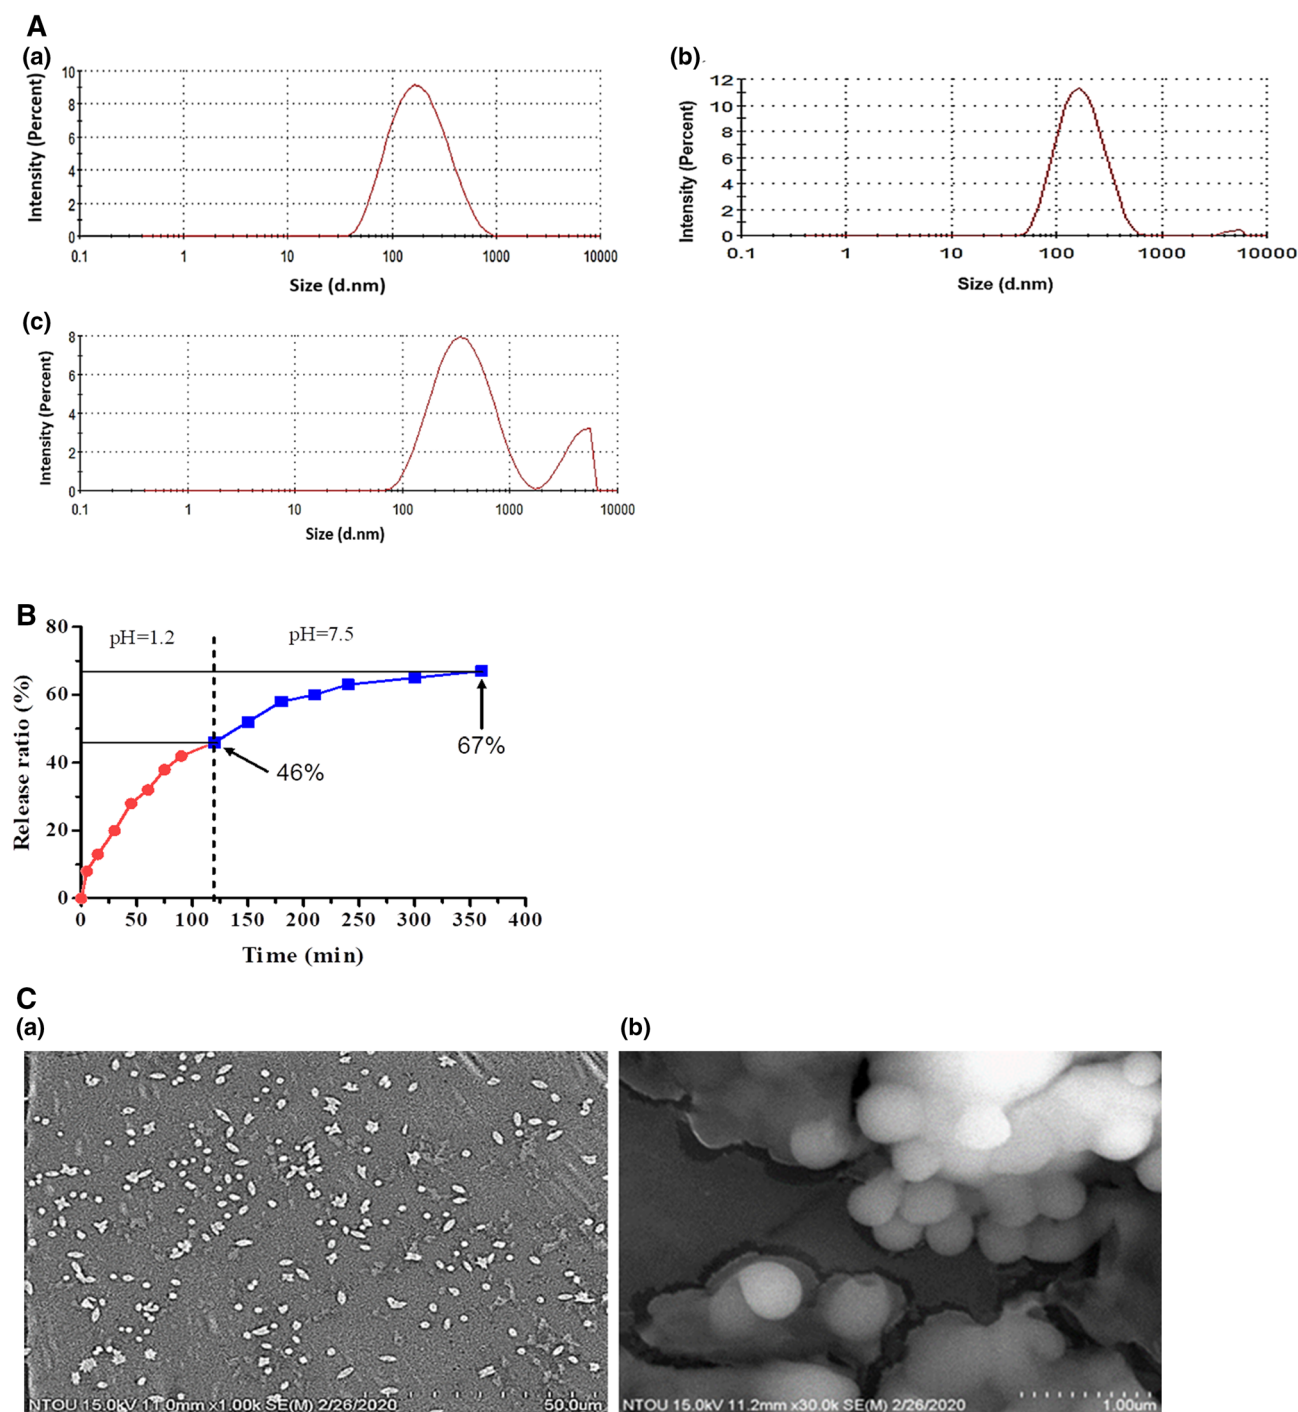 A
(a)
Intensity (Percent)
10
8
6
4
2
0
0.1 1 10 100 1000 10000
Size (d.nm)
(b)
Intensity (Percent)
12
10
8
6
4
2
0
0.1 1 10 100 1000 10000
Size (d.nm)
(c)
Intensity (Percent)
8
6
4
2
0
0.1 1 10 100 1000 10000
Size (d.nm)
B
Release ratio (%)
80
60
40
20
0
pH=1.2 pH=7.5
46%
67%
0 50 100 150 200 250 300 350 400
Time (min)
C
(a)
NTOU 15.0kV 11.0mm x1.00k SE(M) 2/26/2020 50.0um
(b)
NTOU 15.0kV 11.2mm x30.0k SE(M) 2/26/2020 1.00um